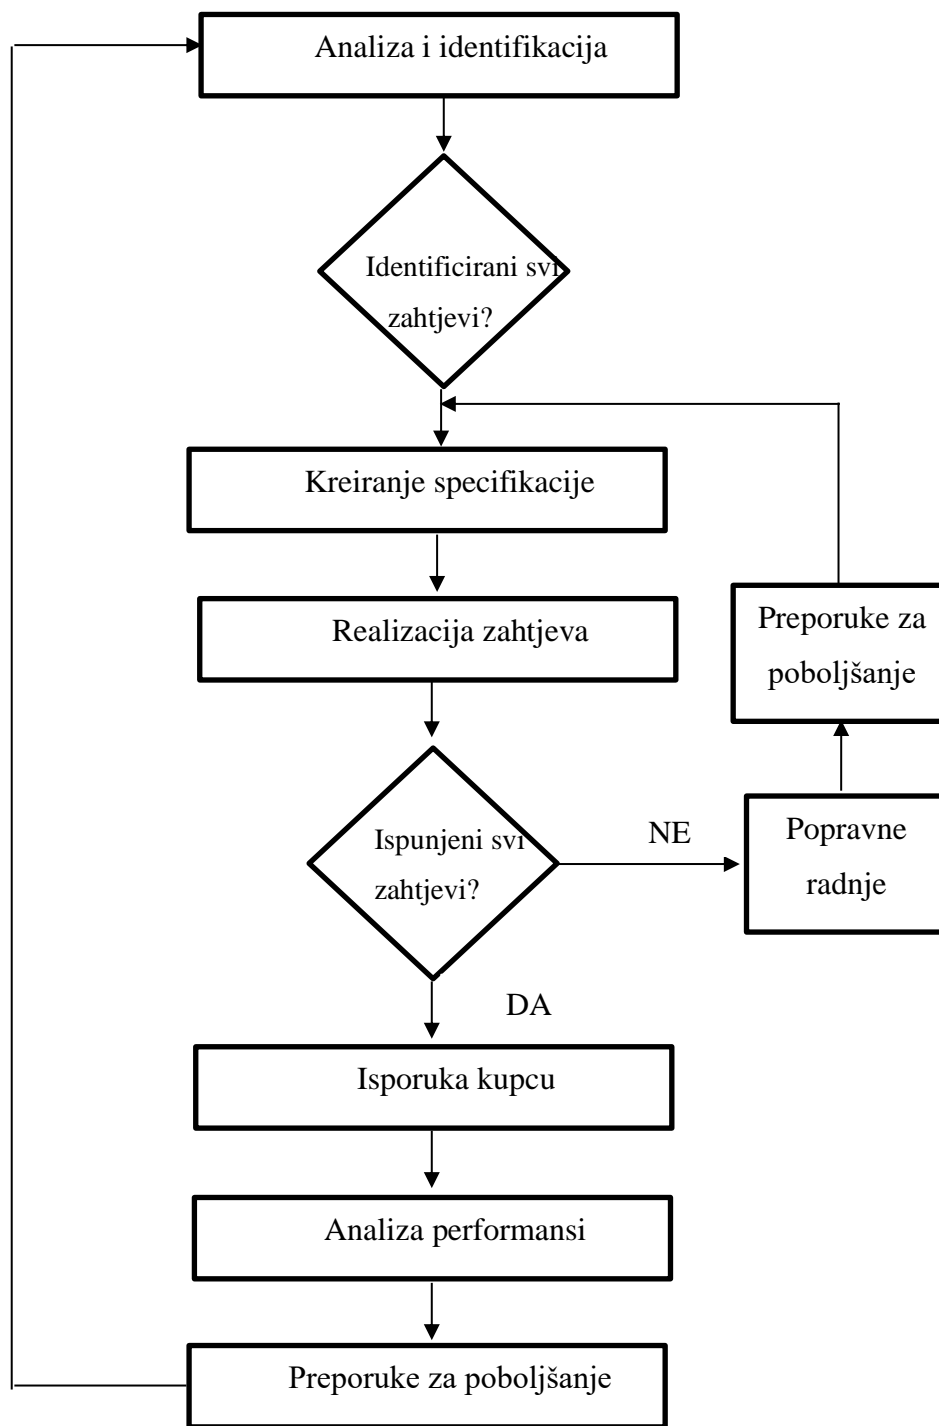 Analiza i identifikacija
Identificirani svi
zahtjevi?
Kreiranje specifikacije
Realizacija zahtjeva
Preporuke za
poboljšanje
Ispunjeni svi
zahtjevi?
NE
Popravne
radnje
DA
Isporuka kupcu
Analiza performansi
Preporuke za poboljšanje